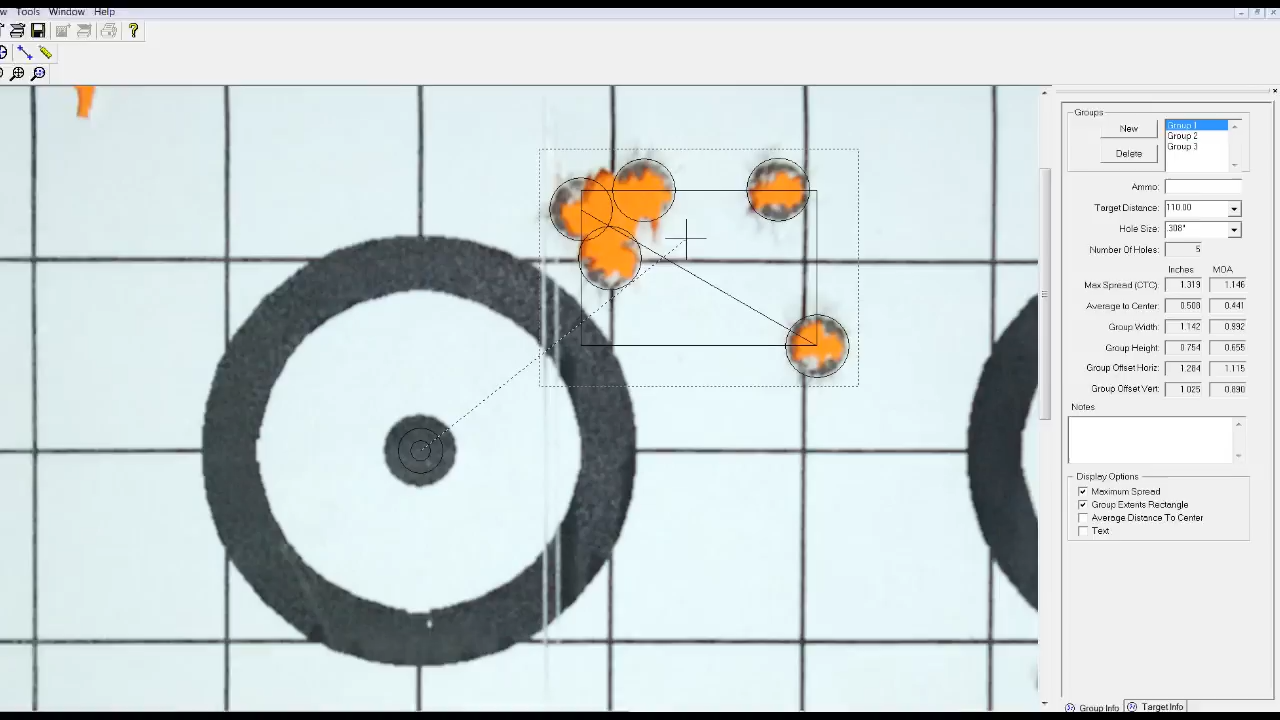 Tools Window Help
Groups
New
Group 1
Group 2
Delete
Group 3
Ammo:
Target Distance: 110.00
Hole Size: .308"
Number Of Holes: 5
Inches MOA
Max Spread (CTC): 1.319 1.146
Average to Center: 0.508 0.441
Group Width: 1.142 0.992
Group Height: 0.754 0.655
Group Offset Horiz: 1.284 1.115
Group Offset Vert: 1.025 0.890
Notes
Display Options
Maximum Spread
Group Extents Rectangle
Average Distance To Center
Text
Group Info Target Info